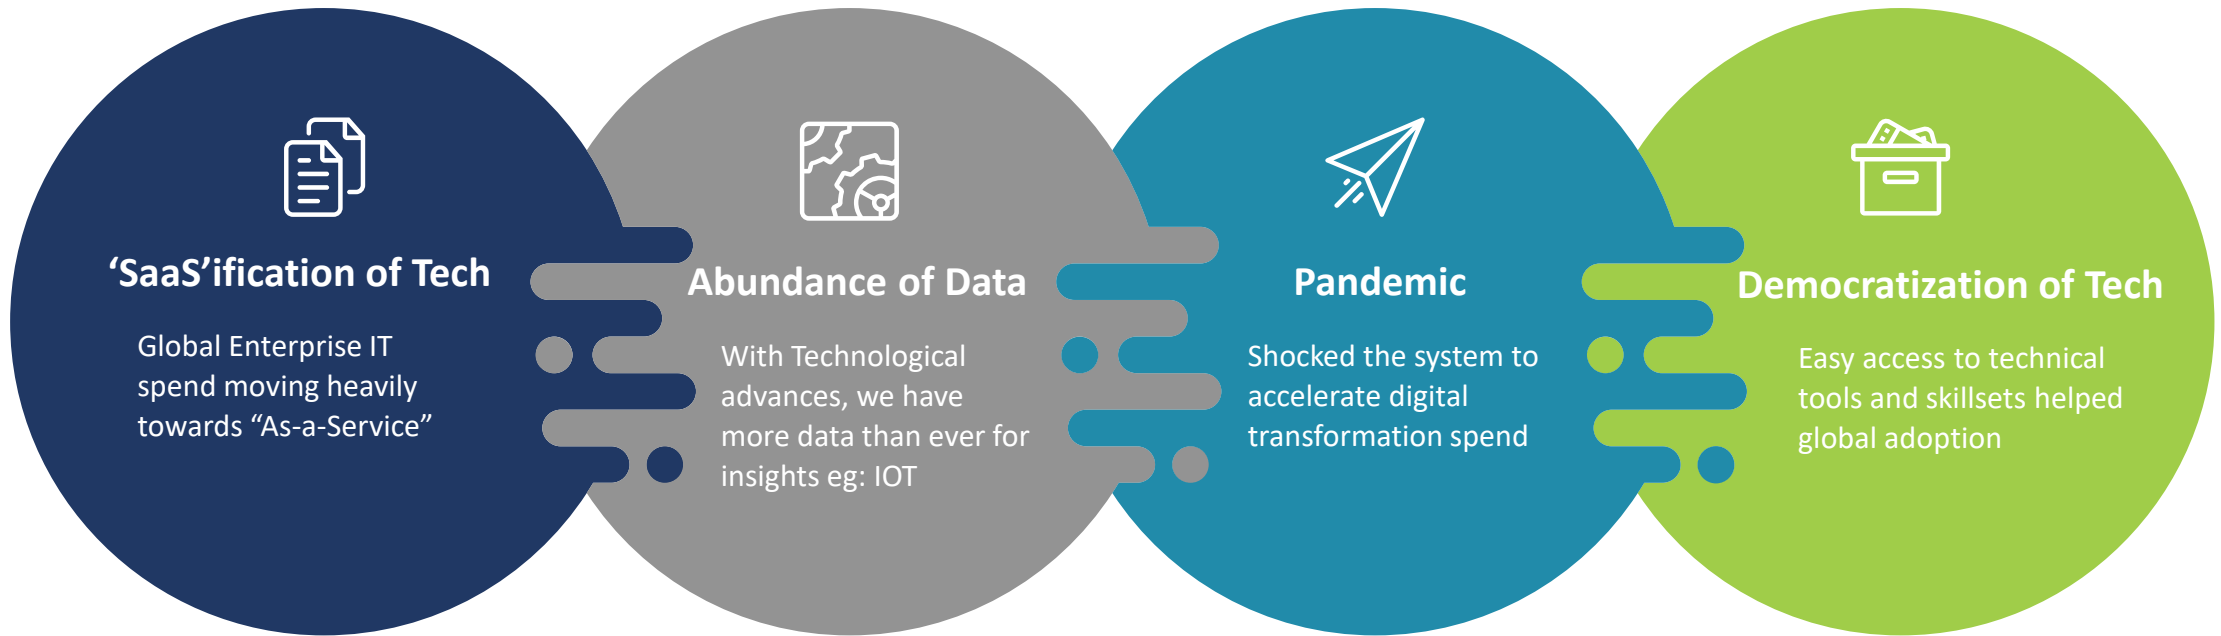 ‘SaaS’ification of Tech
Global Enterprise IT
spend moving heavily
towards “As-a-Service”
Abundance of Data
With Technological
advances, we have
more data than ever for
insights eg: IOT
Pandemic
Shocked the system to
accelerate digital
transformation spend
Democratization of Tech
Easy access to technical
tools and skillsets helped
global adoption